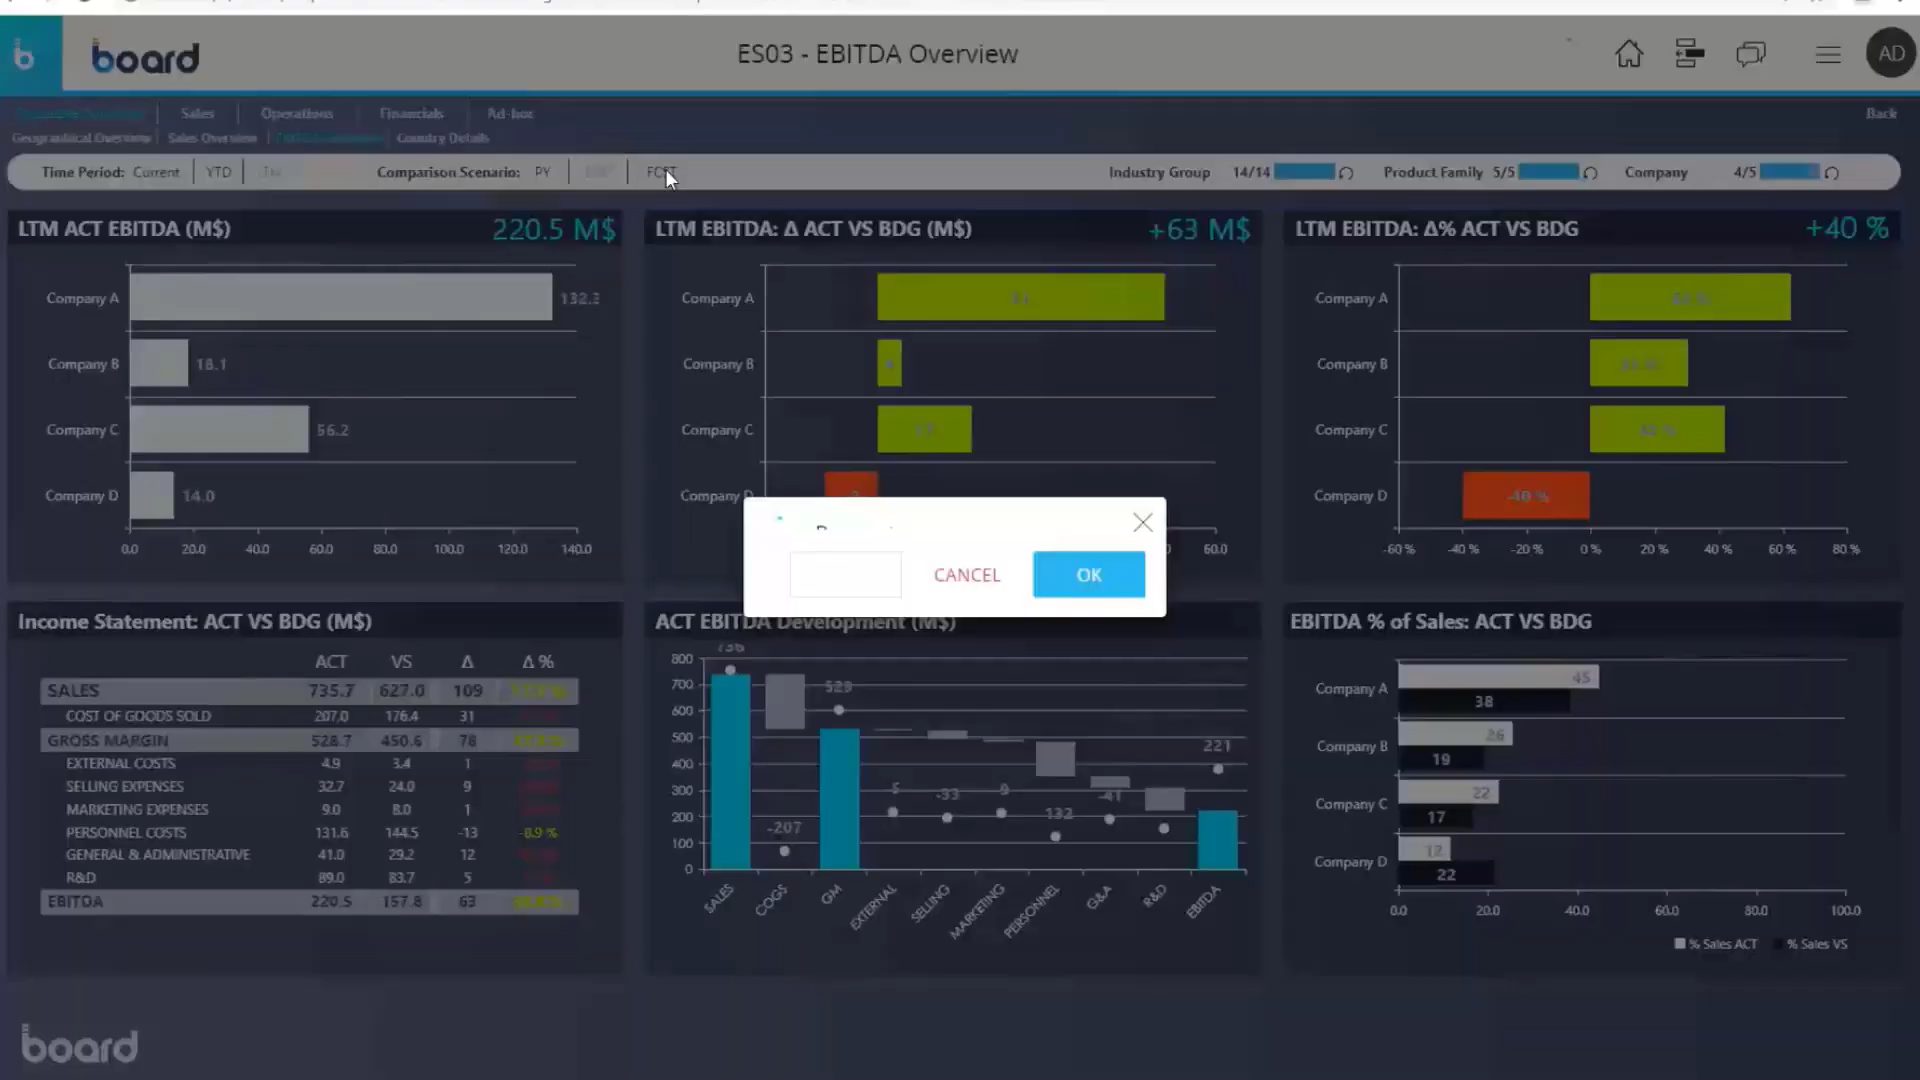 board
ES03 - EBITDA Overview
AD
Sales
Operations
Financials
Ad-hoc
Back
Geographical Overview
Sales Overview
Country Details
Time Period: Current YTD
Comparison Scenario: PY FCST
Industry Group 14/14
Product Family 5/5
Company 4/5
LTM ACT EBITDA (M$) 220.5 M$
Company A 132.3
Company B 18.1
Company C 56.2
Company D 14.0
0.0 20.0 40.0 60.0 80.0 100.0 120.0 140.0
LTM EBITDA: Δ ACT VS BDG (M$) +63 M$
Company A
Company B
Company C 17
Company
60.0
LTM EBITDA: Δ% ACT VS BDG +40 %
Company A
Company B
Company C
Company D -40 %
-60 % -40 % -20 % 0 % 20 % 40 % 60 % 80 %
CANCEL OK
Income Statement: ACT VS BDG (M$)
ACT VS Δ Δ %
SALES 735.7 627.0 109
COST OF GOODS SOLD 207.0 176.4 31
GROSS MARGIN 528.7 450.6 78
EXTERNAL COSTS 4.9 3.4 1
SELLING EXPENSES 32.7 24.0 9
MARKETING EXPENSES 9.0 8.0 1
PERSONNEL COSTS 131.6 144.5 -13 -8.9 %
GENERAL & ADMINISTRATIVE 41.0 29.2 12
R&D 89.0 83.7 5
EBITDA 220.5 157.8 63
ACT EBITDA Development (M$)
800
700
600
500
400
300
200
100
0
736
-207
529
5
-33
9
132
-41
221
SALES COGS GM EXTERNAL SELLING MARKETING PERSONNEL G&A R&D EBITDA
EBITDA % of Sales: ACT VS BDG
Company A 45
38
Company B 26
19
Company C 22
17
Company D 12
22
0.0 20.0 40.0 60.0 80.0 100.0
% Sales ACT % Sales VS
board